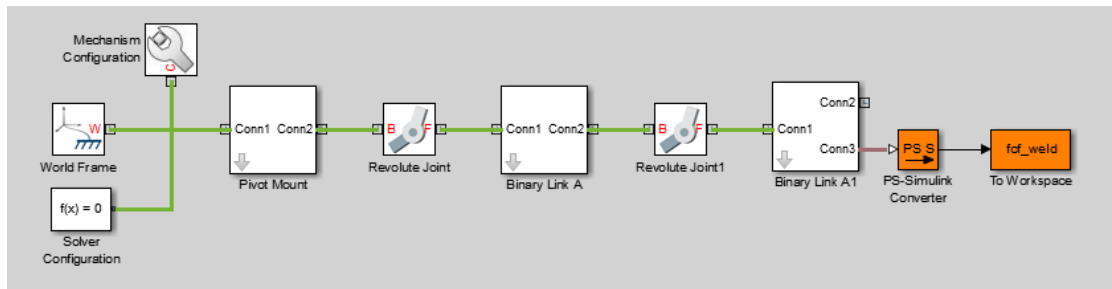 Mechanism
Configuration
C
W
World Frame
f(x) = 0
Solver
Configuration
Conn1 Conn2
Pivot Mount
B F
Revolute Joint
Conn1 Conn2
Binary Link A
B F
Revolute Joint1
Conn2
Conn1
Conn3
Binary Link A1
PS S
PS-Simulink
Converter
fcf_weld
To Workspace